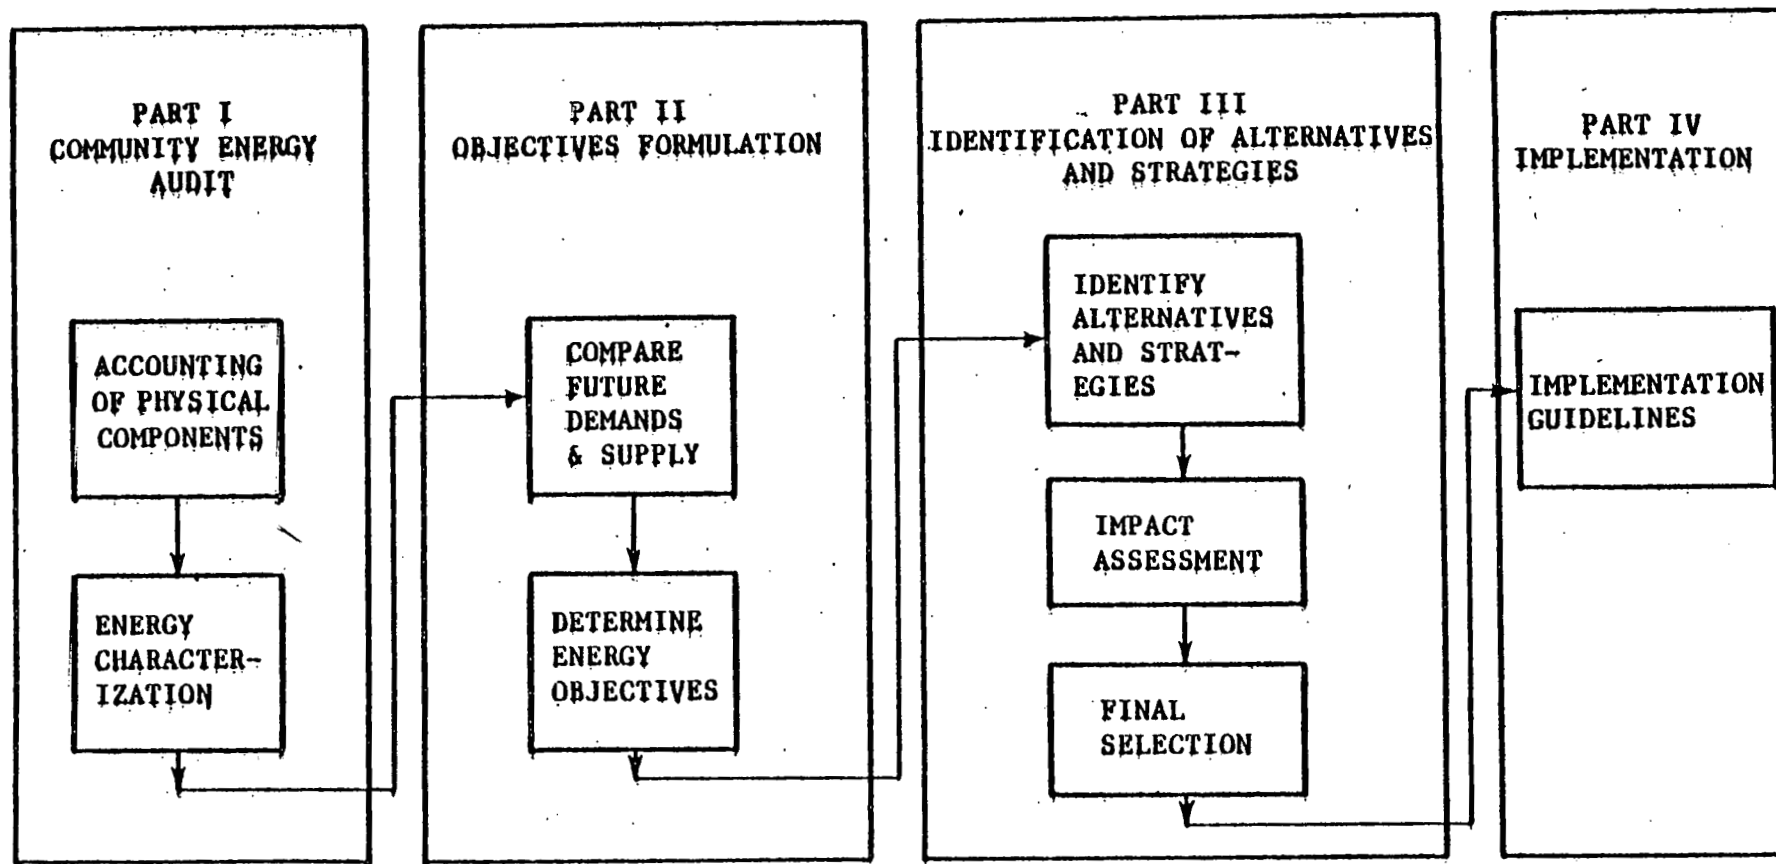 PART I
COMMUNITY ENERGY
AUDIT
ACCOUNTING
OF PHYSICAL
COMPONENTS
ENERGY
CHARACTER-
IZATION
PART II
OBJECTIVES FORMULATION
COMPARE
FUTURE
DEMANDS
& SUPPLY
DETERMINE
ENERGY
OBJECTIVES
PART III
IDENTIFICATION OF ALTERNATIVES
AND STRATEGIES
IDENTIFY
ALTERNATIVES
AND STRAT-
EGIES
IMPACT
ASSESSMENT
FINAL
SELECTION
PART IV
IMPLEMENTATION
IMPLEMENTATION
GUIDELINES